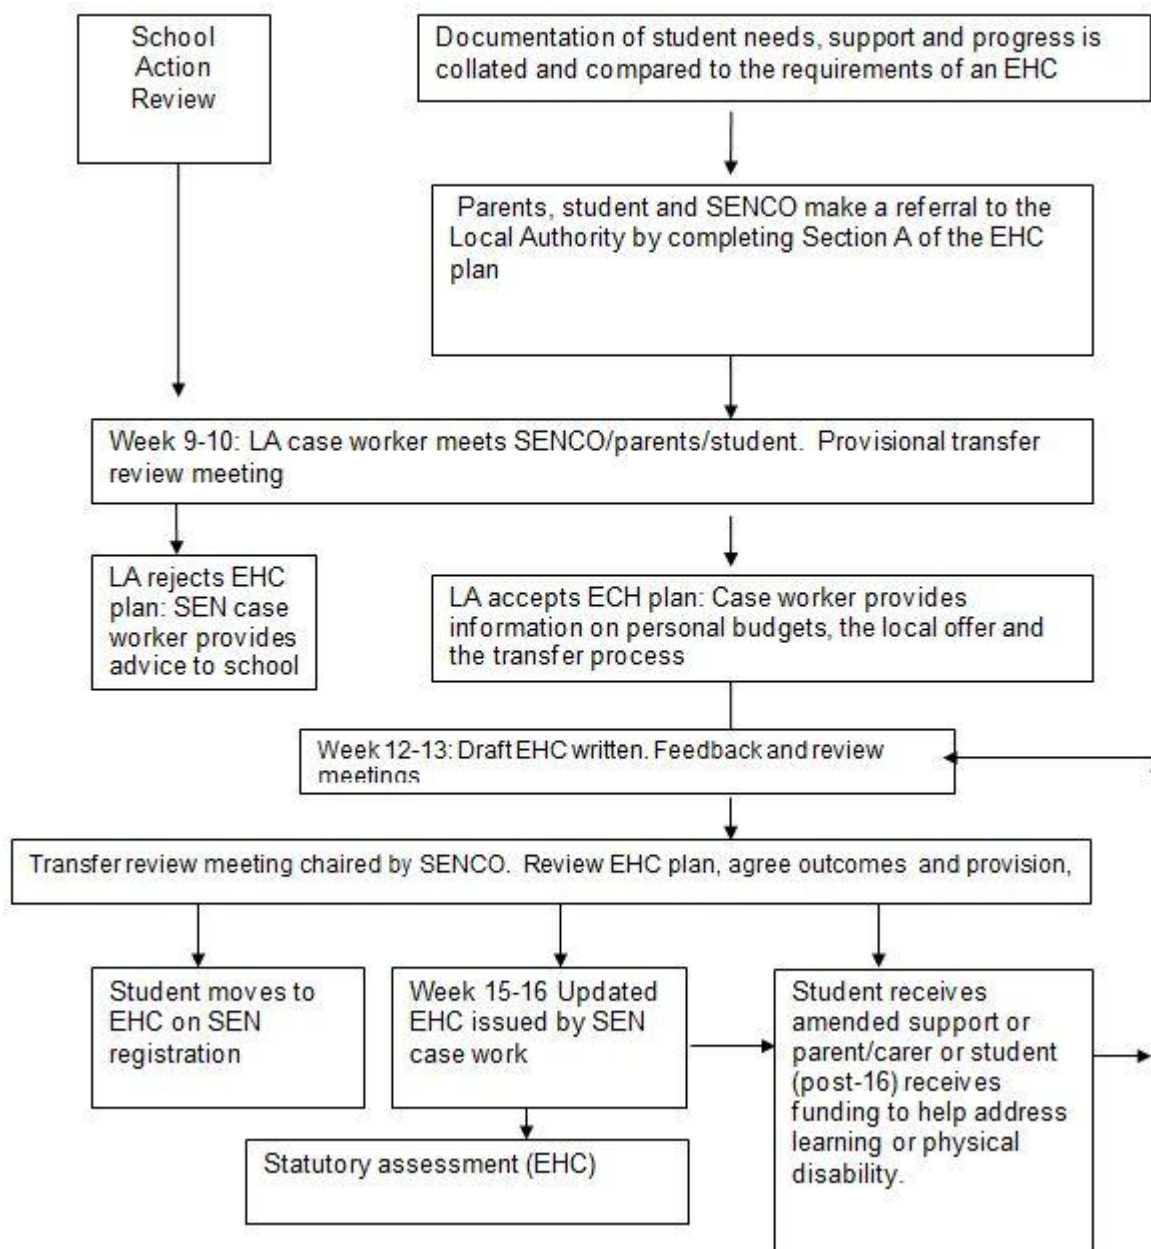 School
Action
Review
Documentation of student needs, support and progress is
collated and compared to the requirements of an EHC
Parents, student and SENCO make a referral to the
Local Authority by completing Section A of the EHC
plan
Week 9-10: LA case worker meets SENCO/parents/student. Provisional transfer
review meeting
LA rejects EHC
plan: SEN case
worker provides
advice to school
LA accepts ECH plan: Case worker provides
information on personal budgets, the local offer and
the transfer process
Week 12-13: Draft EHC written. Feedback and review
meetings
Transfer review meeting chaired by SENCO. Review EHC plan, agree outcomes and provision,
Student moves to
EHC on SEN
registration
Week 15-16 Updated
EHC issued by SEN
case work
Student receives
amended support or
parent/carer or student
(post-16) receives
funding to help address
learning or physical
disability.
Statutory assessment (EHC)